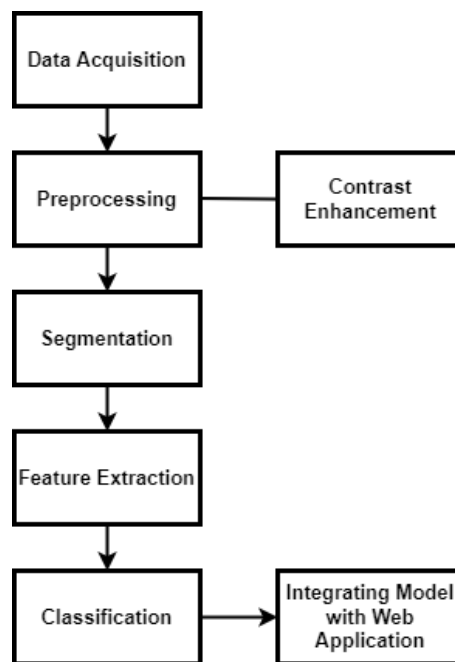 Data Acquisition
Preprocessing
Contrast
Enhancement
Segmentation
Feature Extraction
Classification
Integrating Model
with Web
Application